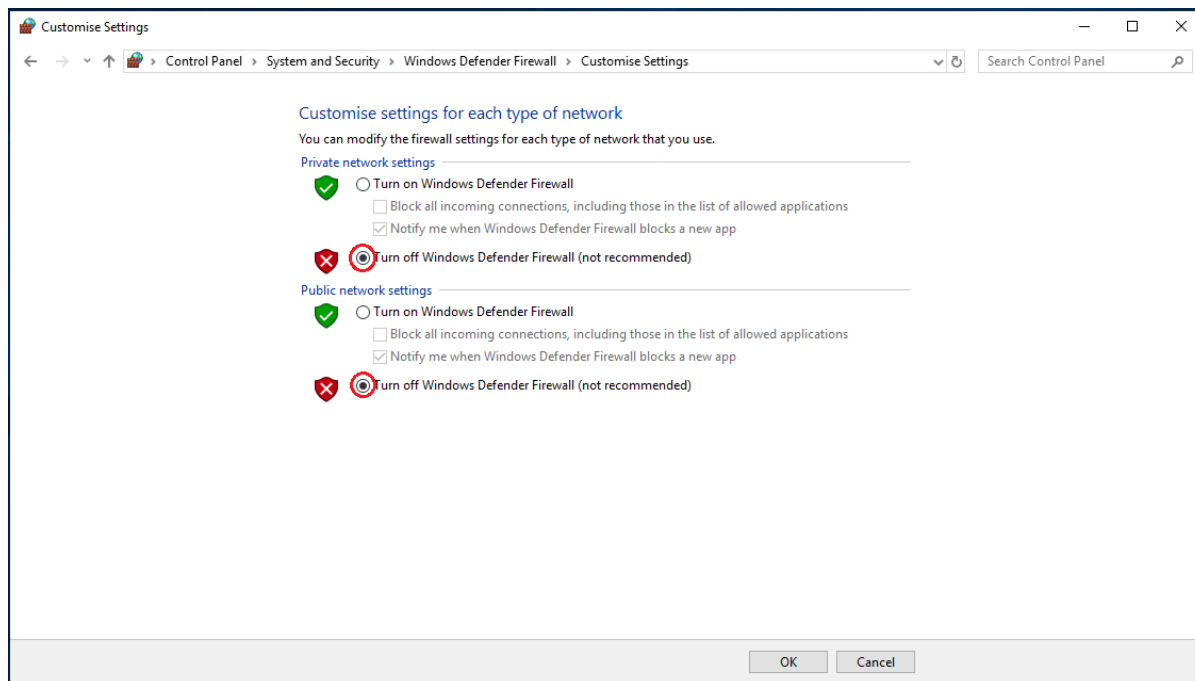 Customise Settings
Control Panel > System and Security > Windows Defender Firewall > Customise Settings
Search Control Panel
Customise settings for each type of network
You can modify the firewall settings for each type of network that you use.
Private network settings
Turn on Windows Defender Firewall
Block all incoming connections, including those in the list of allowed applications
Notify me when Windows Defender Firewall blocks a new app
Turn off Windows Defender Firewall (not recommended)
Public network settings
Turn on Windows Defender Firewall
Block all incoming connections, including those in the list of allowed applications
Notify me when Windows Defender Firewall blocks a new app
Turn off Windows Defender Firewall (not recommended)
OK Cancel